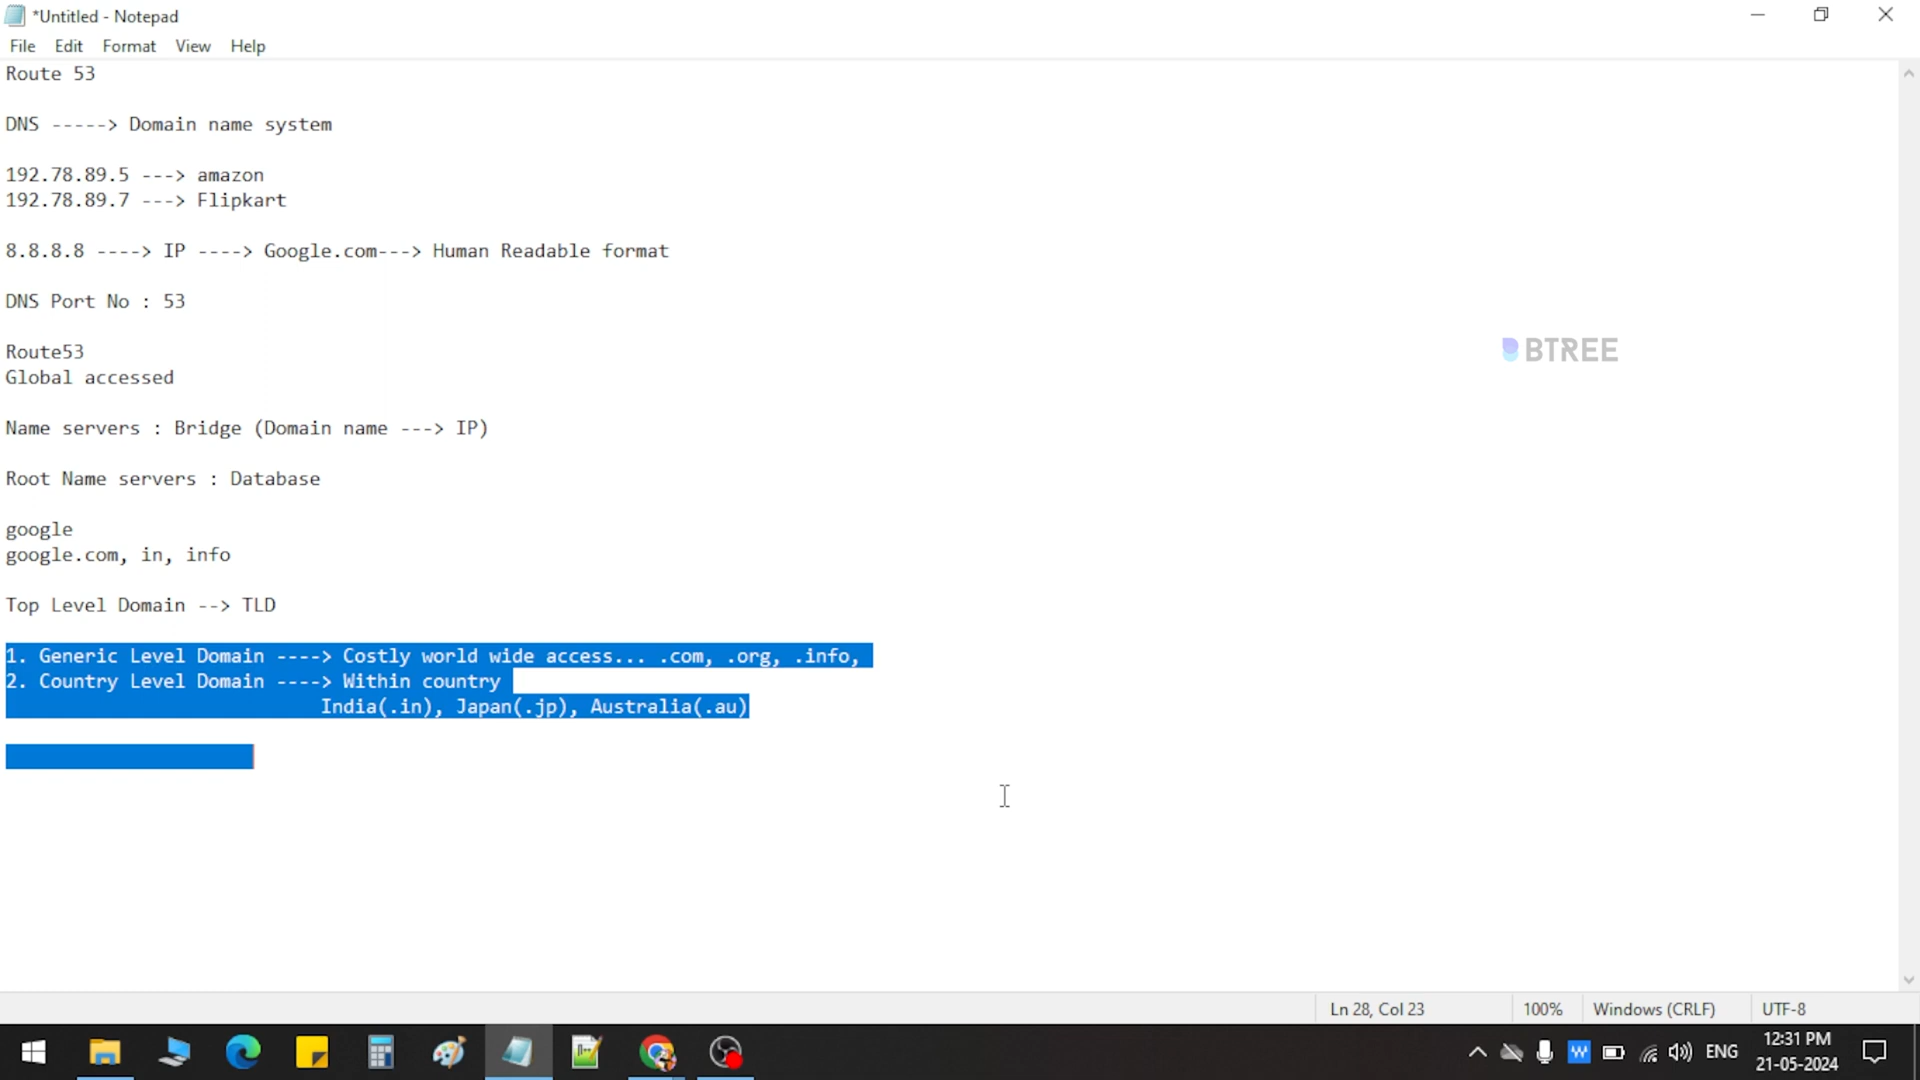 *Untitled - Notepad
File Edit Format View Help
Route 53
DNS -----> Domain name system
192.78.89.5 ---> amazon
192.78.89.7 ---> Flipkart
8.8.8.8 ----> IP ----> Google.com---> Human Readable format
DNS Port No : 53
Route53
Global accessed
BTREE
Name servers : Bridge (Domain name ---> IP)
Root Name servers : Database
google
google.com, in, info
Top Level Domain --> TLD
1. Generic Level Domain ----> Costly world wide access... .com, .org, .info,
2. Country Level Domain ----> Within country
India(.in), Japan(.jp), Australia(.au)
Ln 28, Col 23 100% Windows (CRLF) UTF-8
W ENG 12:31 PM
21-05-2024